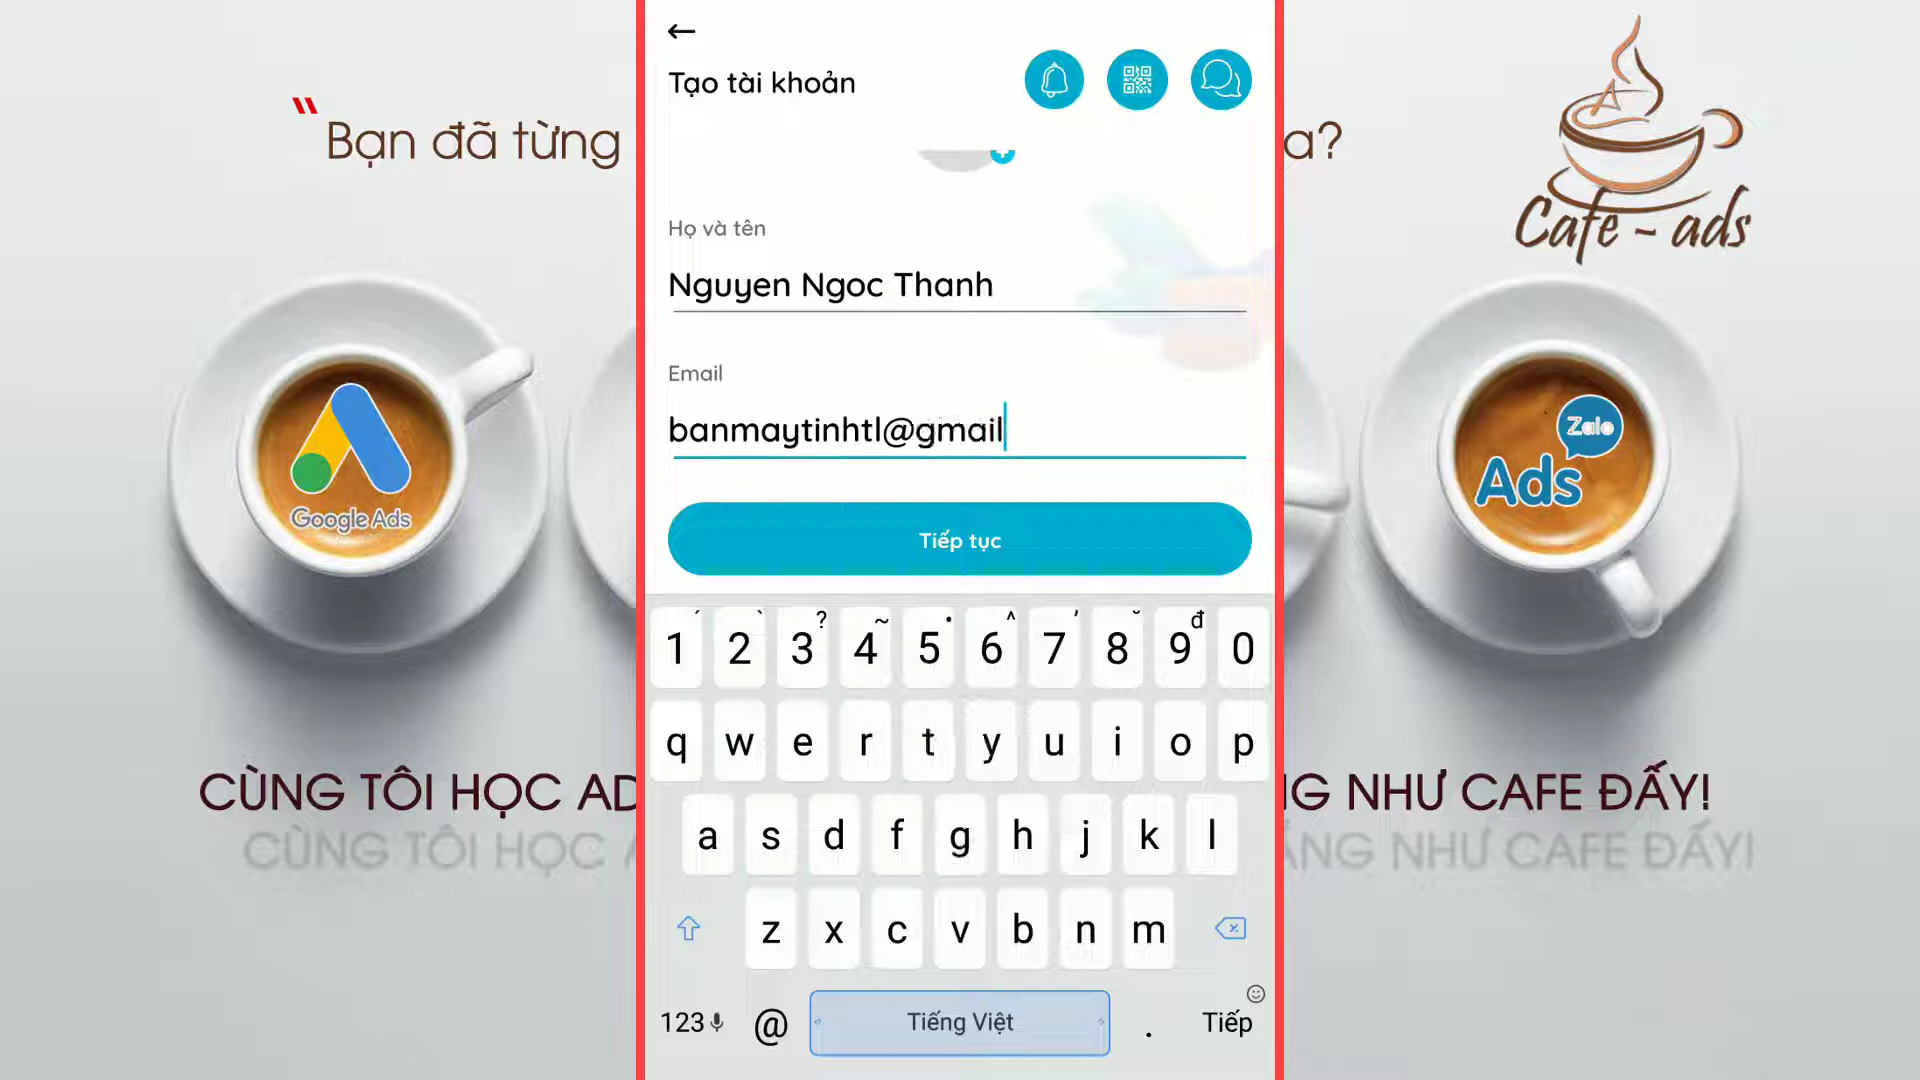 Tạo tài khoản
"Bạn đã từng
a?
Cafe - ads
Họ và tên
Nguyen Ngoc Thanh
Email
banmaytinhtl@gmail
Google Ads
Zalo
Ads
Tiếp tục
1 2 3 4 5 6 7 8 9 0
´ ` ? ~ . ^ ' ˘ đ
q w e r t y u i o p
CÙNG TÔI HỌC AD
G NHƯ CAFE ĐẤY!
a s d f g h j k l
CÙNG TÔI HỌC
NG NHƯ CAFE ĐẤY!
z x c v b n m
123 @ Tiếng Việt . Tiếp